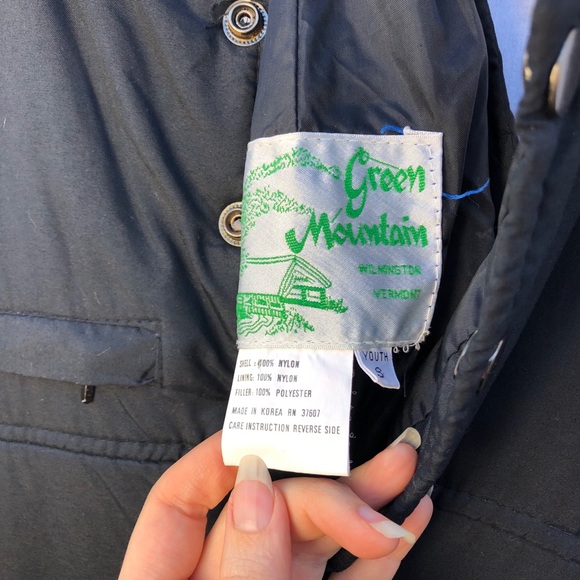 Green
Mountain
WILMINGTON
VERMONT
YOUTH
8
SHELL: 100% NYLON
LINING: 100% NYLON
FILLER: 100% POLYESTER
MADE IN KOREA RN 37607
CARE INSTRUCTION REVERSE SIDE